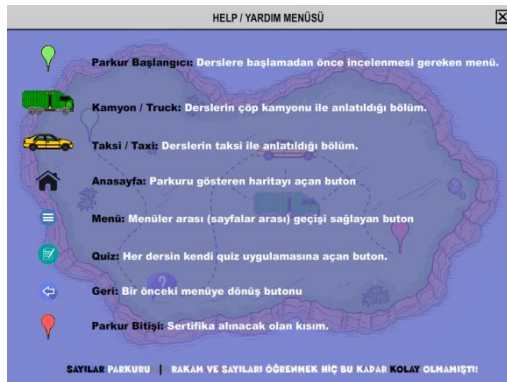 HELP / YARDIM MENÜSÜ
Parkur Başlangıcı: Derslere başlamadan önce incelenmesi gereken menü.
Kamyon / Truck: Derslerin çöp kamyonu ile anlatıldığı bölüm.
Taksi / Taxi: Derslerin taksi ile anlatıldığı bölüm.
Anasayfa: Parkuru gösteren haritayı açan buton
Menü: Menüler arası (sayfalar arası) geçişi sağlayan buton
Quiz: Her dersin kendi quiz uygulamasına açan buton.
Geri: Bir önceki menüye dönüş butonu
Parkur Bitişi: Sertifika alınacak olan kısım.
SAYILAR PARKURU | RAKAM VE SAYILARI ÖĞRENMEK HİÇ BU KADAR KOLAY OLMAMIŞTI!